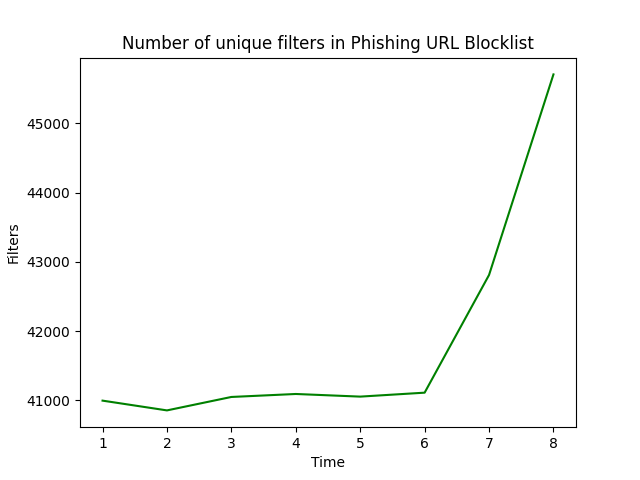 Number of unique filters in Phishing URL Blocklist
45000
44000
43000
42000
41000
Filters
1 2 3 4 5 6 7 8
Time